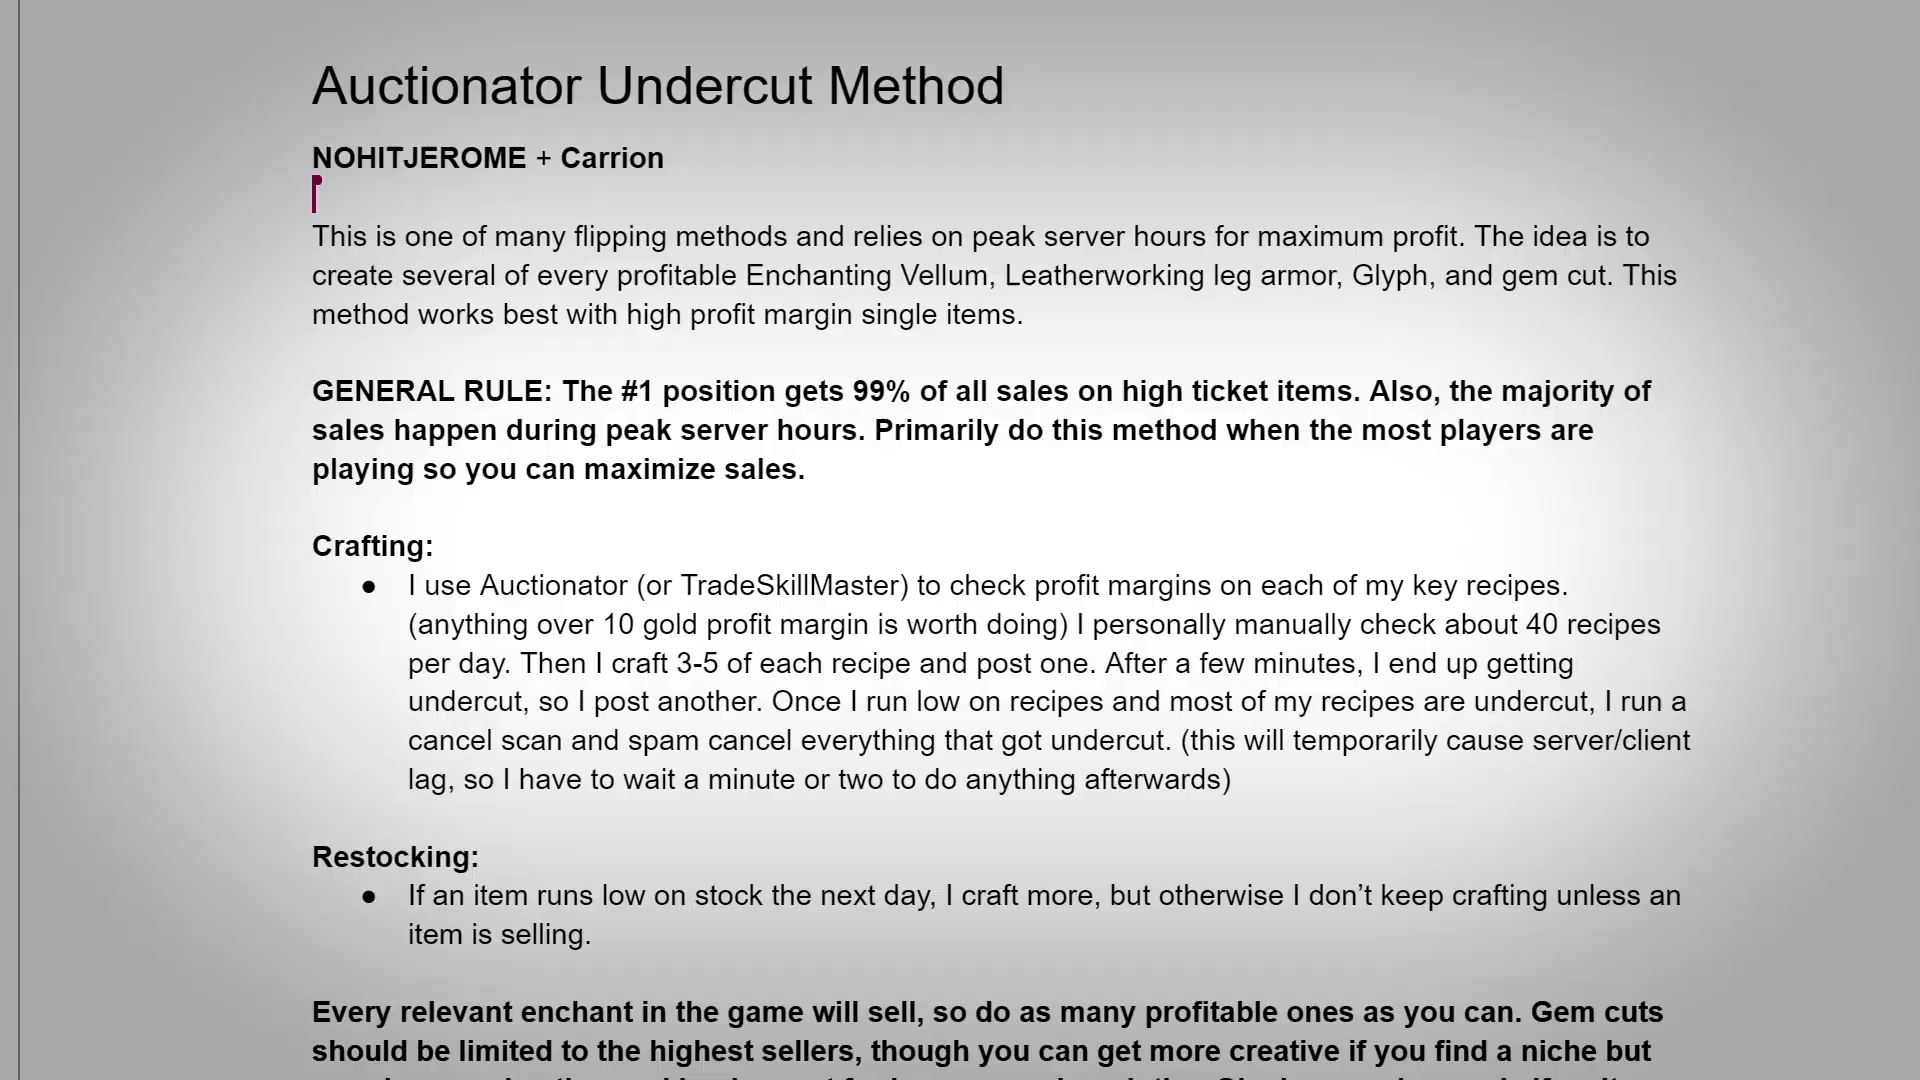 Auctionator Undercut Method
NOHITJEROME + Carrion
This is one of many flipping methods and relies on peak server hours for maximum profit. The idea is to
create several of every profitable Enchanting Vellum, Leatherworking leg armor, Glyph, and gem cut. This
method works best with high profit margin single items.
GENERAL RULE: The #1 position gets 99% of all sales on high ticket items. Also, the majority of
sales happen during peak server hours. Primarily do this method when the most players are
playing so you can maximize sales.
Crafting:
● I use Auctionator (or TradeSkillMaster) to check profit margins on each of my key recipes.
(anything over 10 gold profit margin is worth doing) I personally manually check about 40 recipes
per day. Then I craft 3-5 of each recipe and post one. After a few minutes, I end up getting
undercut, so I post another. Once I run low on recipes and most of my recipes are undercut, I run a
cancel scan and spam cancel everything that got undercut. (this will temporarily cause server/client
lag, so I have to wait a minute or two to do anything afterwards)
Restocking:
● If an item runs low on stock the next day, I craft more, but otherwise I don’t keep crafting unless an
item is selling.
Every relevant enchant in the game will sell, so do as many profitable ones as you can. Gem cuts
should be limited to the highest sellers, though you can get more creative if you find a niche but